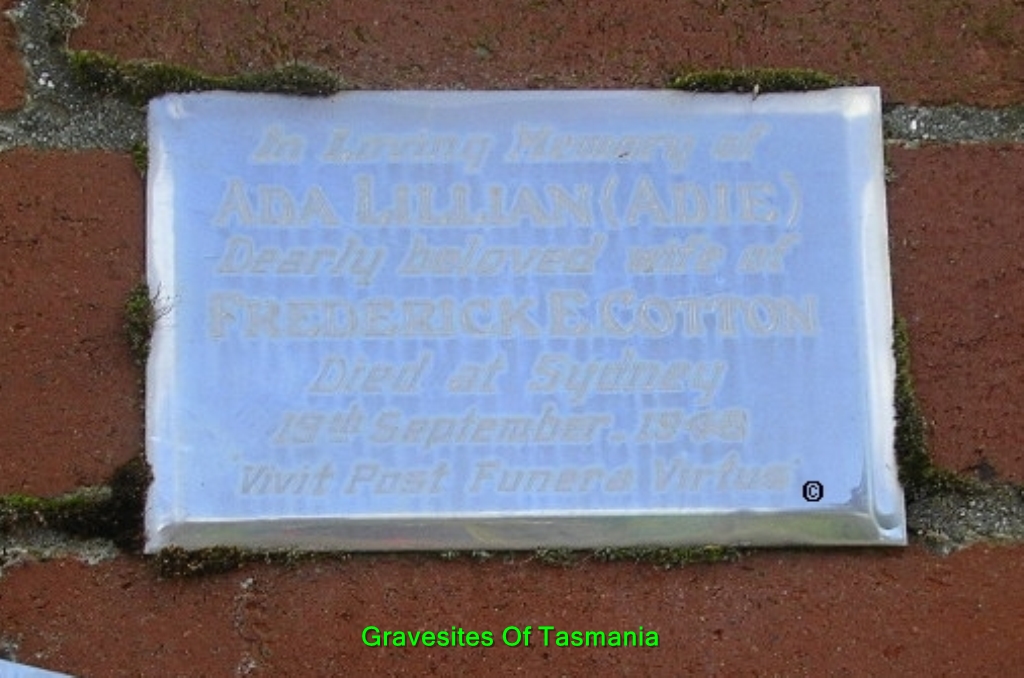 In Loving Memory of
ADA LILLIAN (ADIE)
Dearly beloved wife of
FREDERICK E. COTTON
Died at Sydney
19th September, 1948
'Vivit Post Funera Virtus'
©
Gravesites Of Tasmania